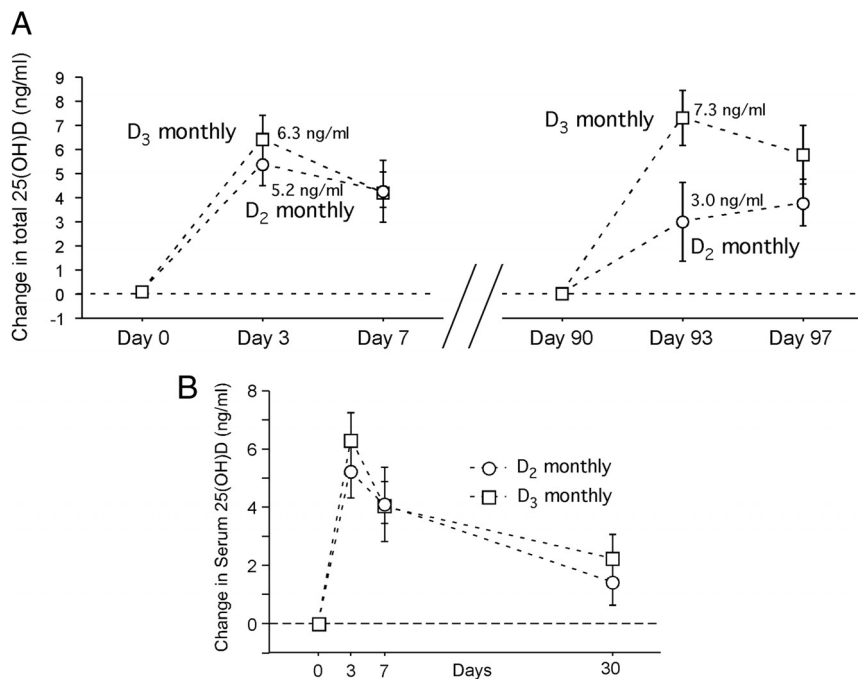 A
Change in total 25(OH)D (ng/ml)
9
8
7
6
5
4
3
2
1
0
-1
D3 monthly
6.3 ng/ml
5.2 ng/ml
D2 monthly
D3 monthly
7.3 ng/ml
3.0 ng/ml
D2 monthly
Day 0 Day 3 Day 7 Day 90 Day 93 Day 97
B
Change in Serum 25(OH)D (ng/ml)
8
6
4
2
0
D2 monthly
D3 monthly
0 3 7 Days 30